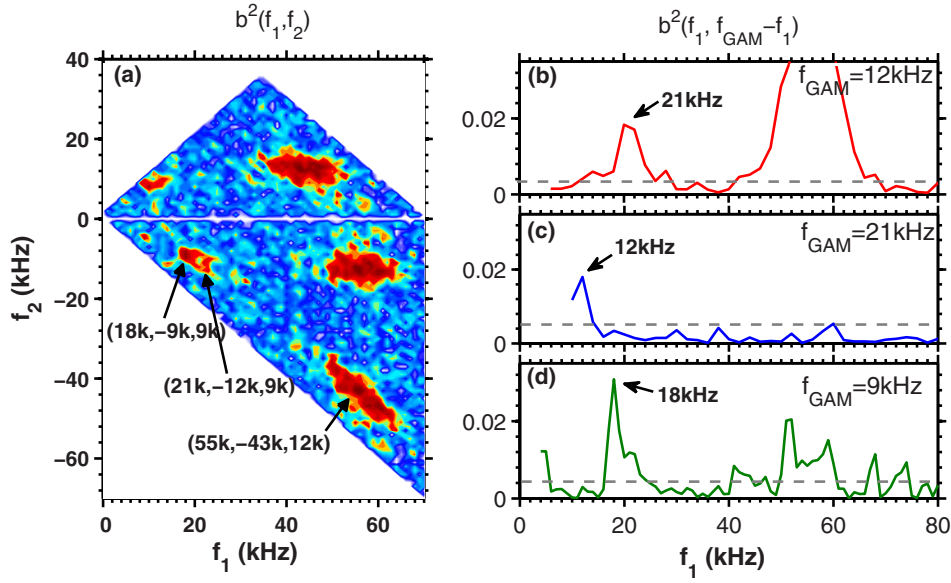 b²(f₁,f₂)
(a)
40
20
0
−20
−40
−60
f₂ (kHz)
(18k,−9k,9k)
(21k,−12k,9k)
(55k,−43k,12k)
0 20 40 60
f₁ (kHz)
b²(f₁, f_GAM−f₁)
(b) f_GAM=12kHz
21kHz
0.02
0
(c) f_GAM=21kHz
12kHz
0.02
0
(d) f_GAM=9kHz
18kHz
0.02
0
0 20 40 60 80
f₁ (kHz)